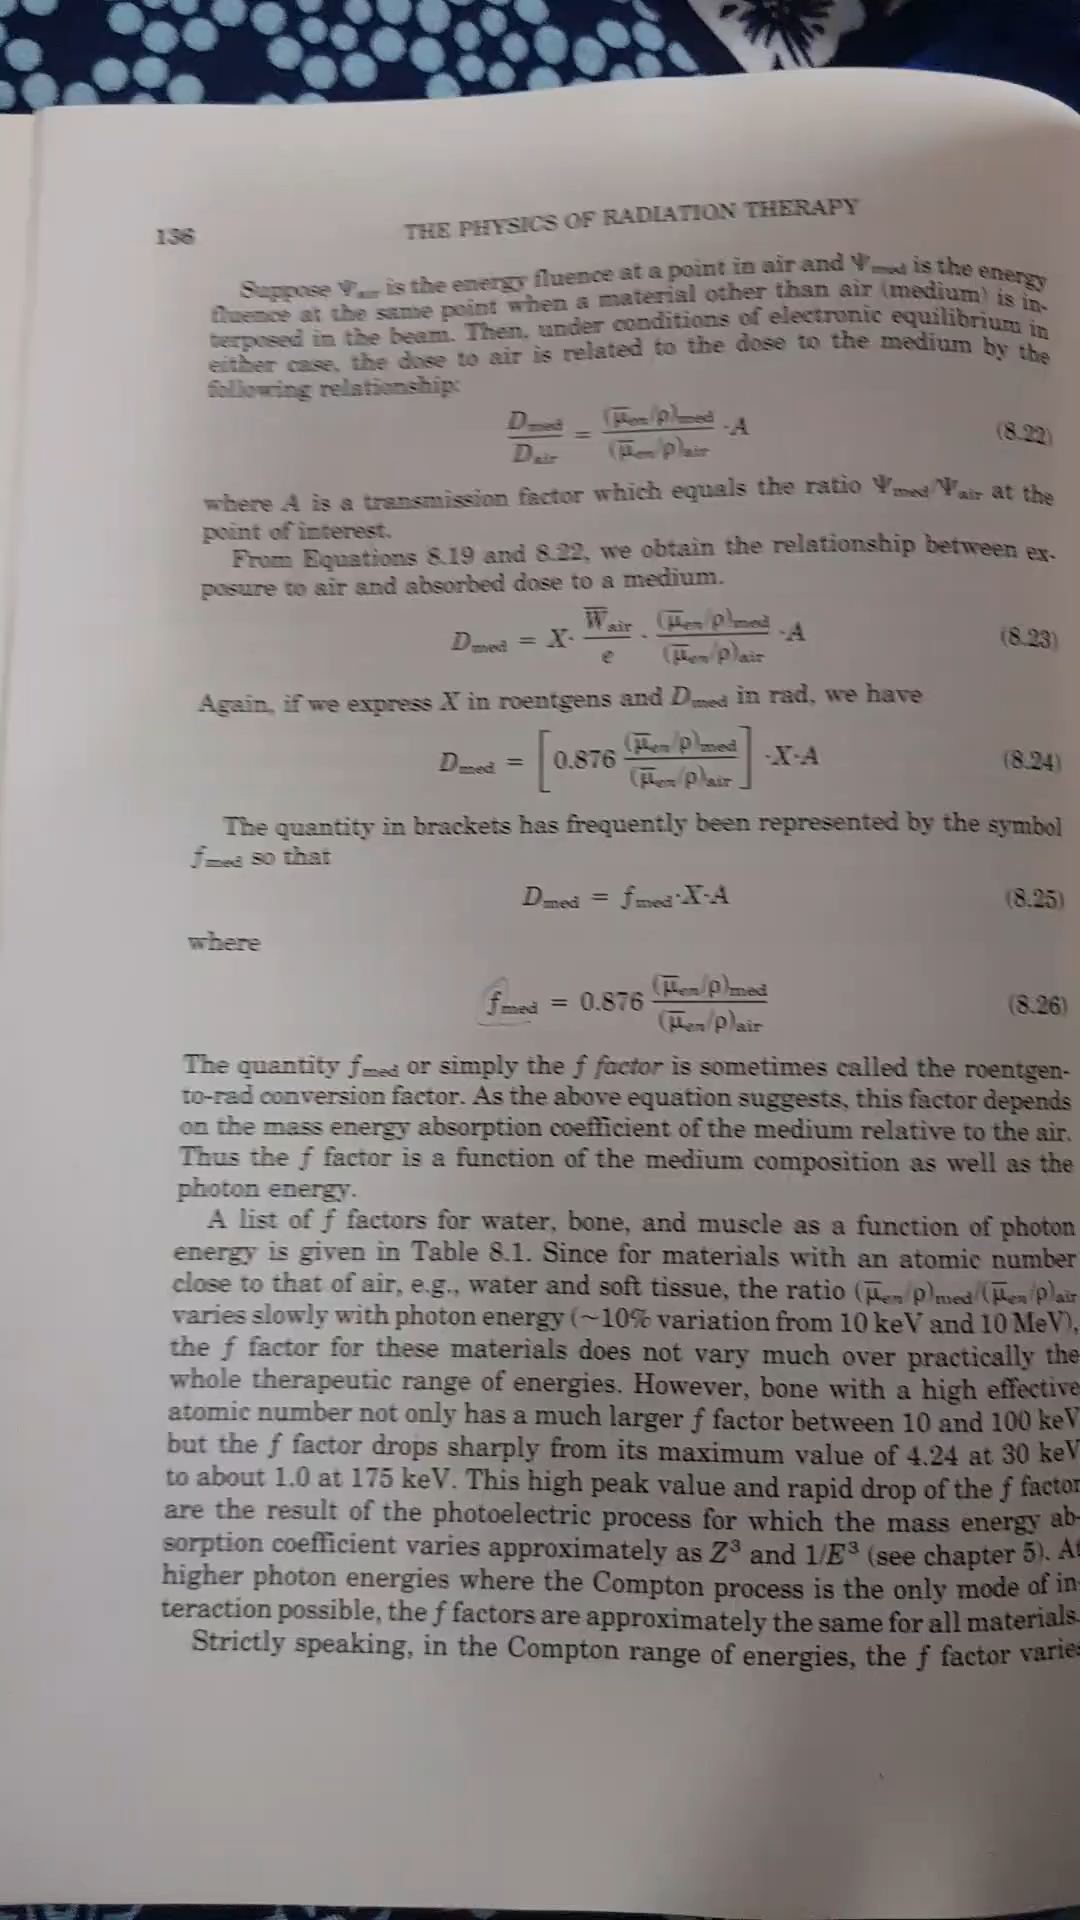 136
THE PHYSICS OF RADIATION THERAPY
Suppose Ψair is the energy fluence at a point in air and Ψmed is the energy
fluence at the same point when a material other than air (medium) is in-
terposed in the beam. Then, under conditions of electronic equilibrium in
either case, the dose to air is related to the dose to the medium by the
following relationship:
Dmed/Dair = (μ̅en/ρ)med/(μ̅en/ρ)air ·A (8.22)
where A is a transmission factor which equals the ratio Ψmed/Ψair at the
point of interest.
From Equations 8.19 and 8.22, we obtain the relationship between ex-
posure to air and absorbed dose to a medium.
Dmed = X· W̅air/e · (μ̅en/ρ)med/(μ̅en/ρ)air ·A (8.23)
Again, if we express X in roentgens and Dmed in rad, we have
Dmed = [0.876 (μ̅en/ρ)med/(μ̅en/ρ)air] ·X·A (8.24)
The quantity in brackets has frequently been represented by the symbol
fmed so that
Dmed = fmed·X·A (8.25)
where
fmed = 0.876 (μ̅en/ρ)med/(μ̅en/ρ)air (8.26)
The quantity fmed or simply the f factor is sometimes called the roentgen-
to-rad conversion factor. As the above equation suggests, this factor depends
on the mass energy absorption coefficient of the medium relative to the air.
Thus the f factor is a function of the medium composition as well as the
photon energy.
A list of f factors for water, bone, and muscle as a function of photon
energy is given in Table 8.1. Since for materials with an atomic number
close to that of air, e.g., water and soft tissue, the ratio (μ̅en/ρ)med/(μ̅en/ρ)air
varies slowly with photon energy (~10% variation from 10 keV and 10 MeV),
the f factor for these materials does not vary much over practically the
whole therapeutic range of energies. However, bone with a high effective
atomic number not only has a much larger f factor between 10 and 100 keV
but the f factor drops sharply from its maximum value of 4.24 at 30 keV
to about 1.0 at 175 keV. This high peak value and rapid drop of the f factor
are the result of the photoelectric process for which the mass energy ab-
sorption coefficient varies approximately as Z³ and 1/E³ (see chapter 5). At
higher photon energies where the Compton process is the only mode of in-
teraction possible, the f factors are approximately the same for all materials.
Strictly speaking, in the Compton range of energies, the f factor varies